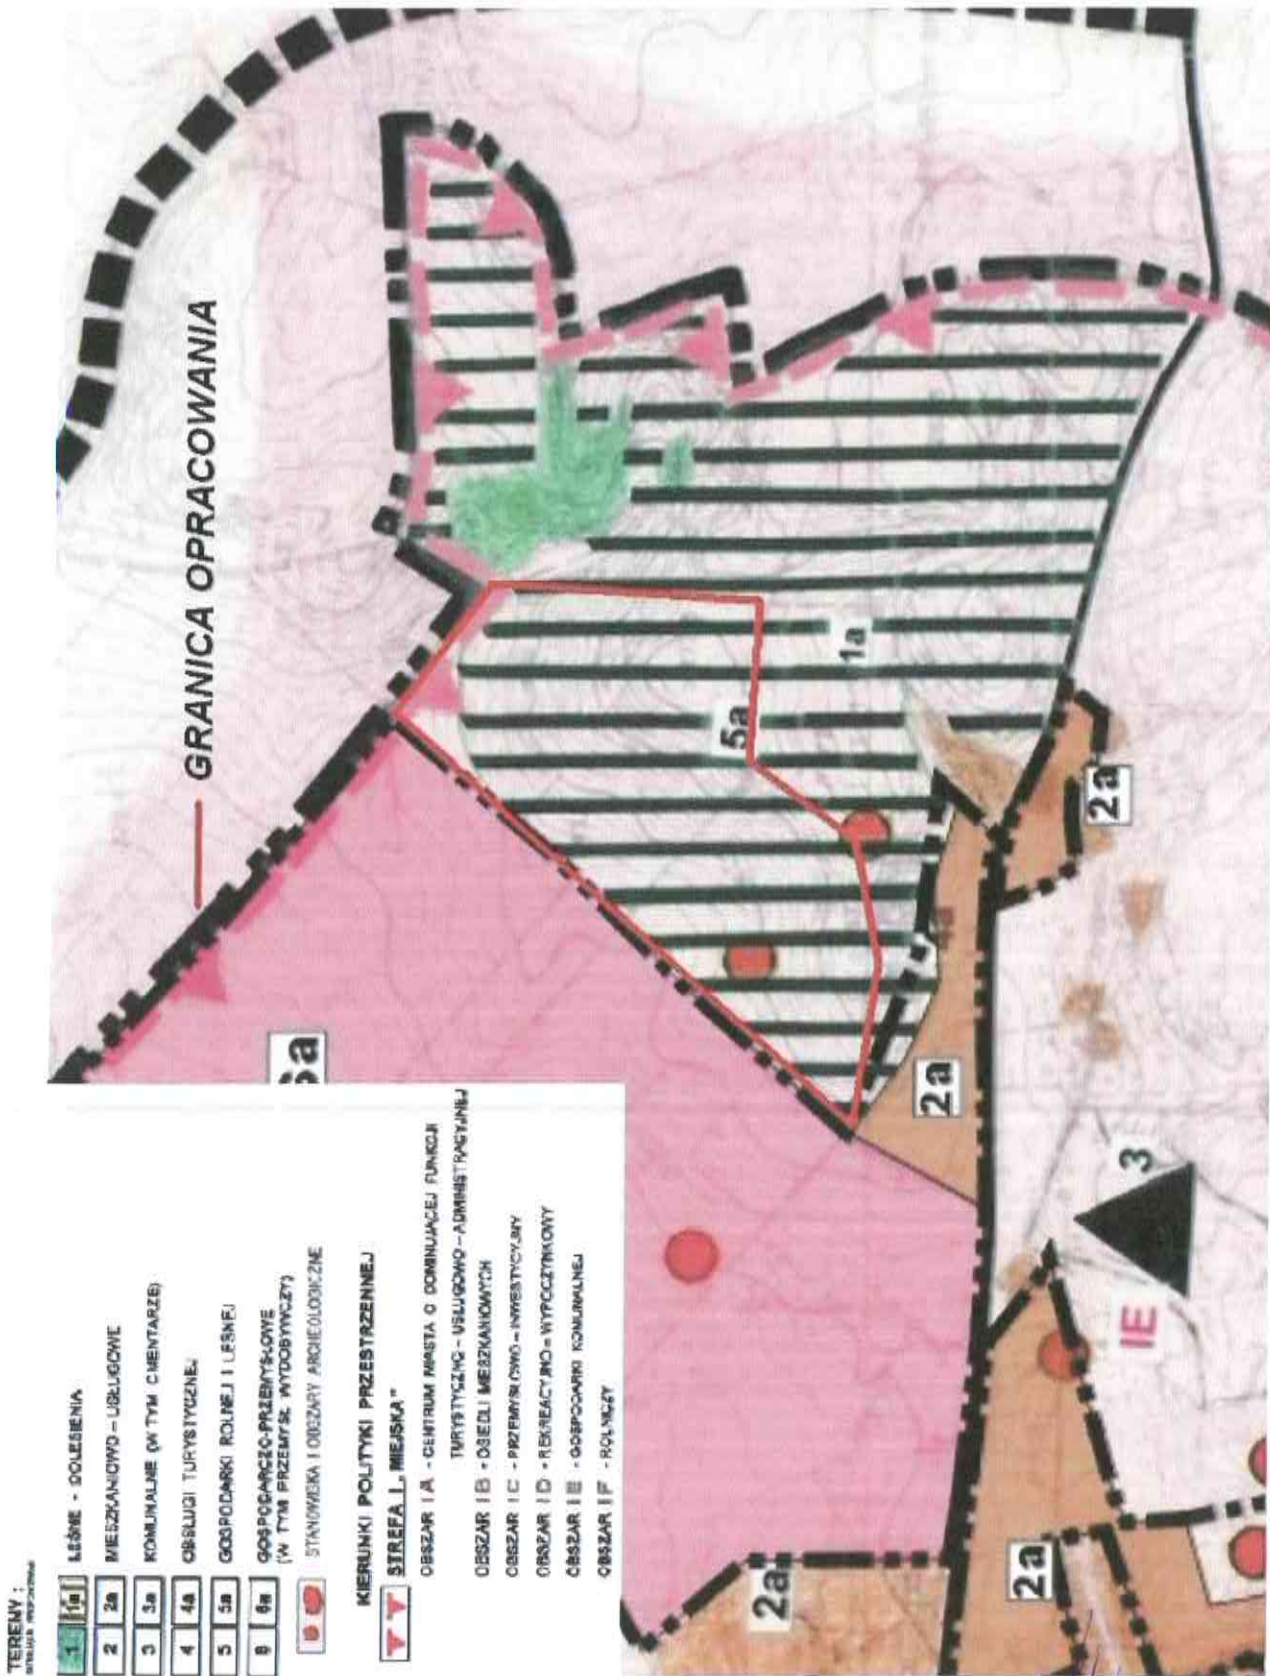 GRANICA OPRACOWANIA
6a
5a
1a
2a
2a
2a
2a
3
IE
TERENY :
1 1a LEŚNE - DOLESIENIA
2 2a MIESZKANIOWO - USŁUGOWE
3 3a KOMUNALNE (W TYM CMENTARZE)
4 4a OBSŁUGI TURYSTYCZNEJ
5 5a GOSPODARKI ROLNEJ I LEŚNEJ
6 6a GOSPODARCZO-PRZEMYSŁOWE
(W TYM PRZEMYSŁ WYDOBYWCZY)
STANOWISKA I OBSZARY ARCHEOLOGICZNE
KIERUNKI POLITYKI PRZESTRZENNEJ
STREFA I „MIEJSKA"
OBSZAR I A - CENTRUM MIASTA O DOMINUJĄCEJ FUNKCJI
TURYSTYCZNO - USŁUGOWO - ADMINISTRACYJNEJ
OBSZAR I B - OSIEDLI MIESZKANIOWYCH
OBSZAR I C - PRZEMYSŁOWO - INWESTYCYJNY
OBSZAR I D - REKREACYJNO - WYPOCZYNKOWY
OBSZAR I E - GOSPODARKI KOMUNALNEJ
OBSZAR I F - ROLNICZY